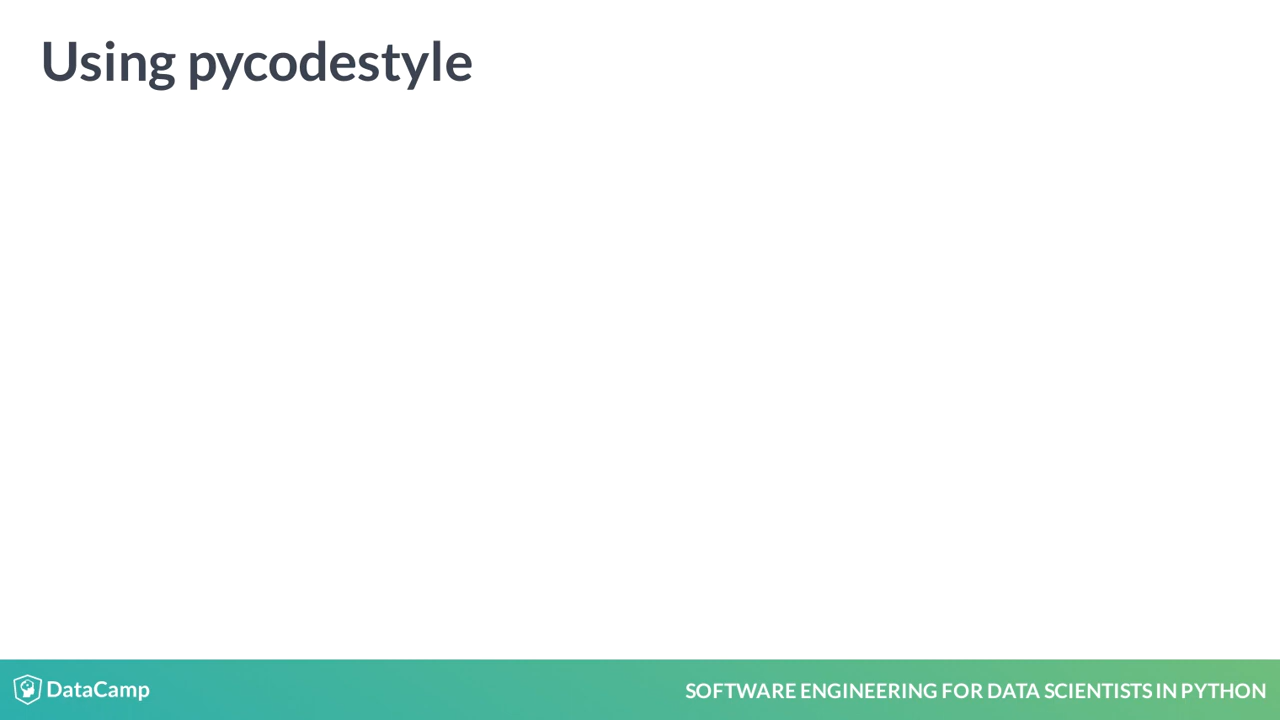 Using pycodestyle
DataCamp
SOFTWARE ENGINEERING FOR DATA SCIENTISTS IN PYTHON